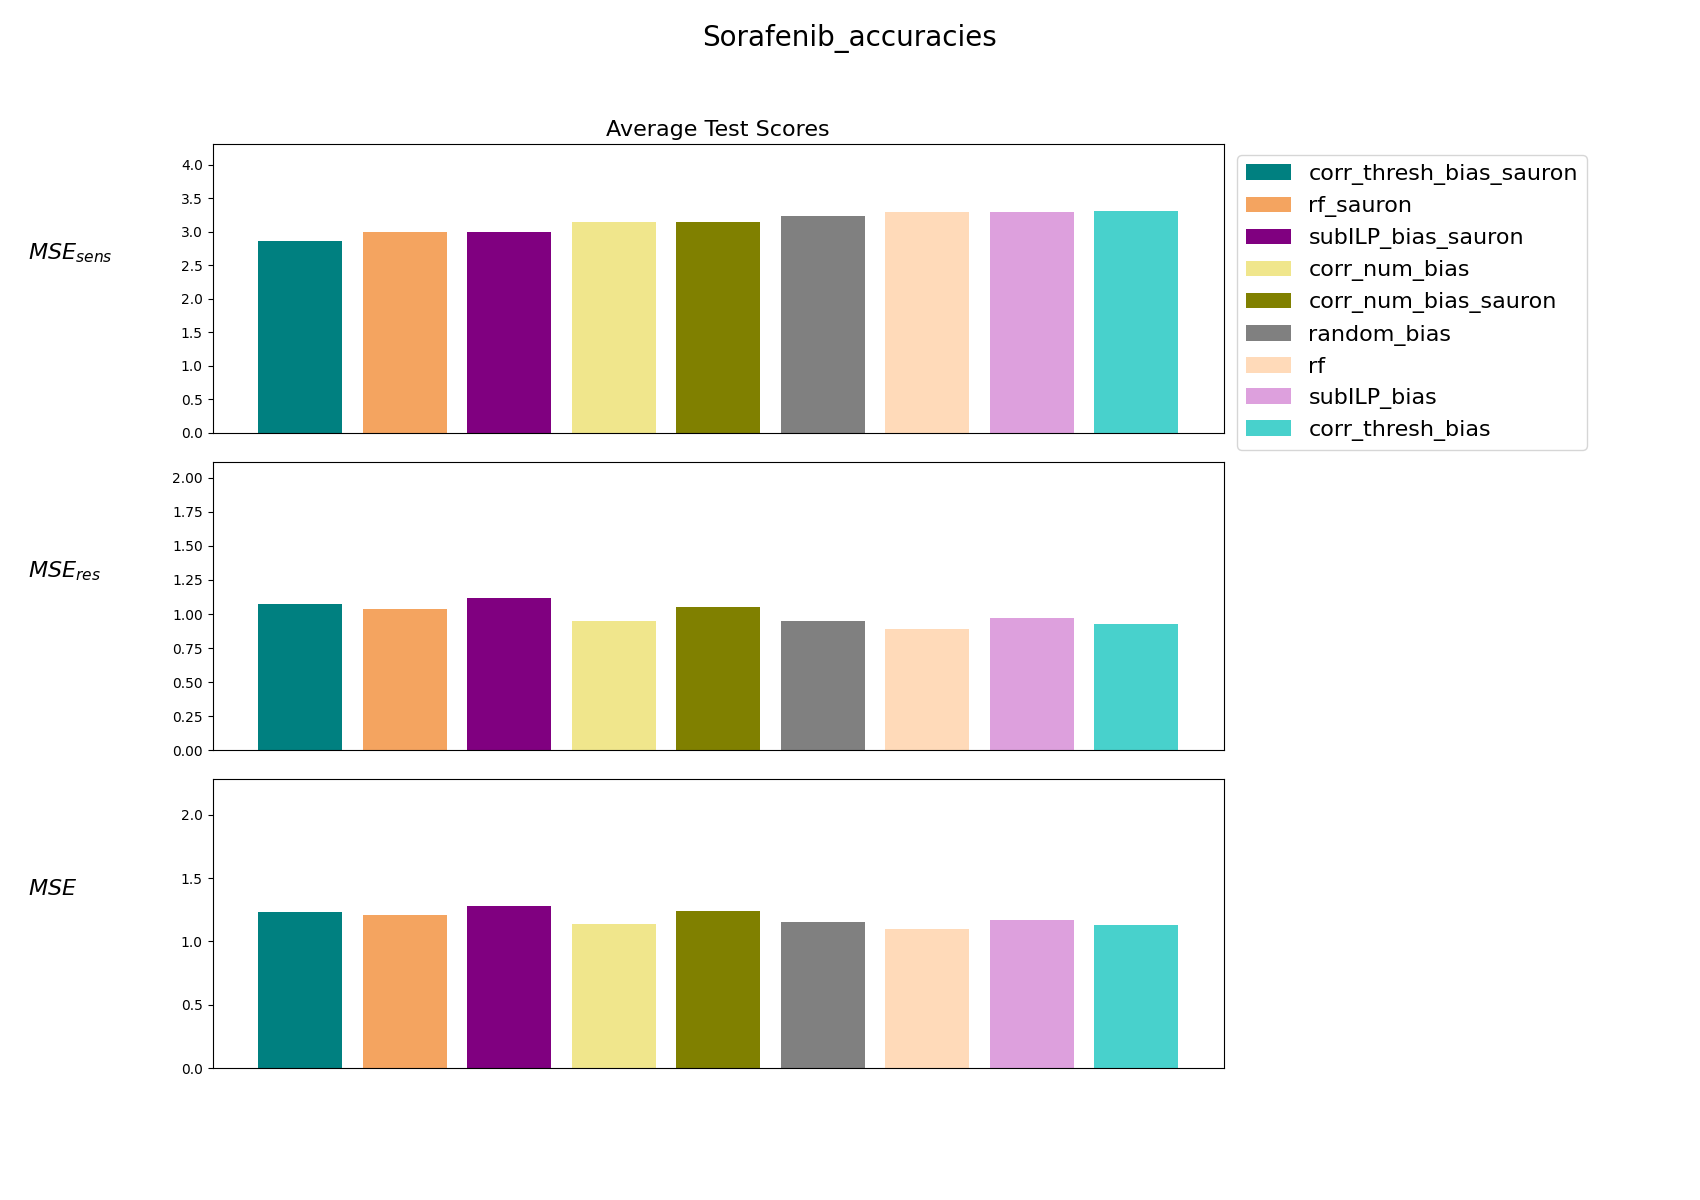 Sorafenib_accuracies
Average Test Scores
MSE_sens
4.0
3.5
3.0
2.5
2.0
1.5
1.0
0.5
0.0
corr_thresh_bias_sauron
rf_sauron
subILP_bias_sauron
corr_num_bias
corr_num_bias_sauron
random_bias
rf
subILP_bias
corr_thresh_bias
MSE_res
2.00
1.75
1.50
1.25
1.00
0.75
0.50
0.25
0.00
MSE
2.0
1.5
1.0
0.5
0.0